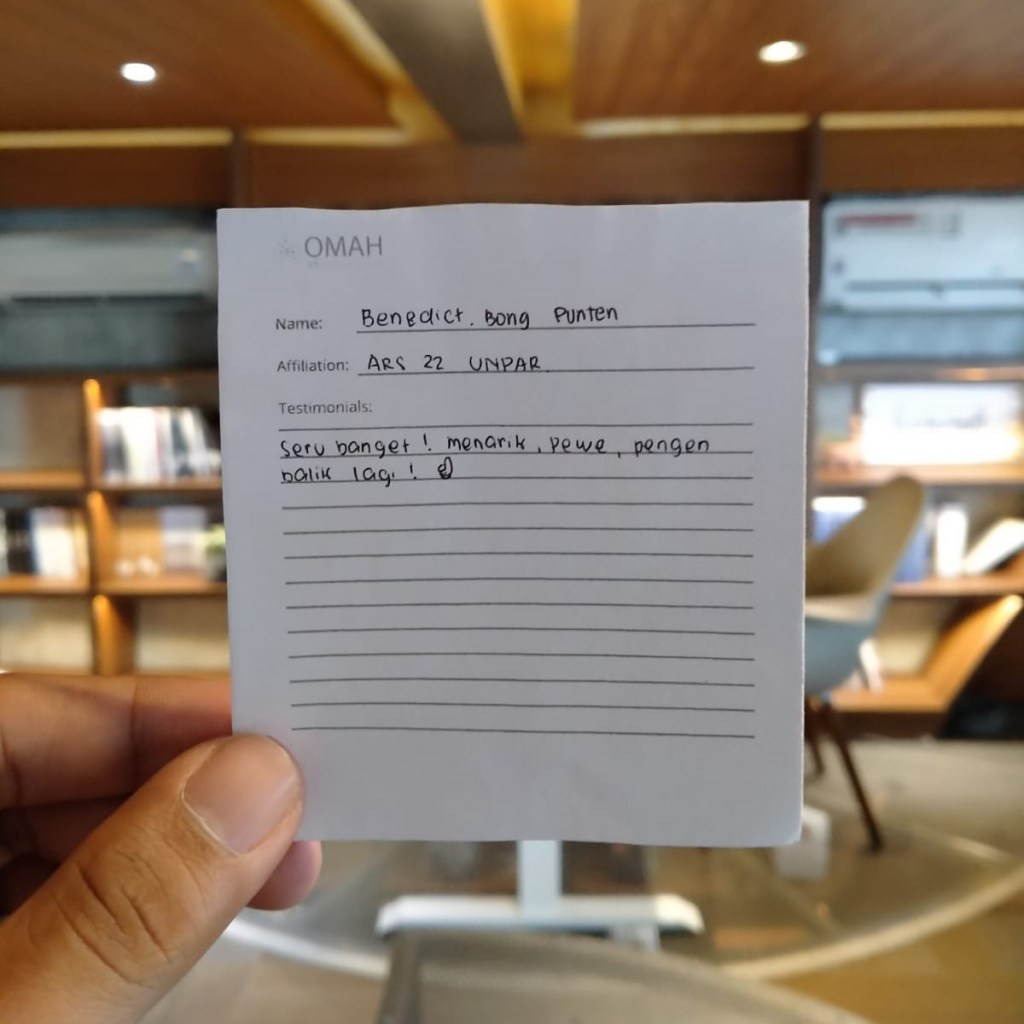 OMAH
Name: Benedict. Bong Punten
Affiliation: ARS 22 UNPAR
Testimonials:
Seru banget ! menarik, pewe, pengen
balik lagi !